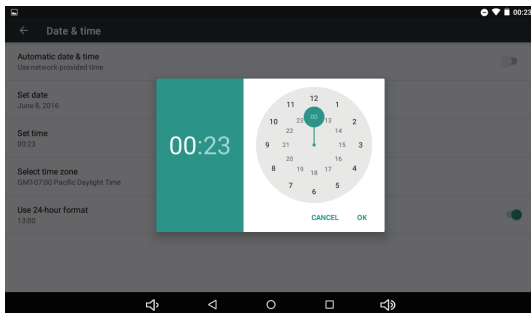 00:23
Date & time
Automatic date & time
Use network-provided time
Set date
June 8, 2016
Set time
00:23
Select time zone
GMT-07:00 Pacific Daylight Time
Use 24-hour format
13:00
00:23
12
11
1
00
23
13
10
2
22
14
9
21
15
3
20
16
8
19
18
17
4
7
6
5
CANCEL
OK